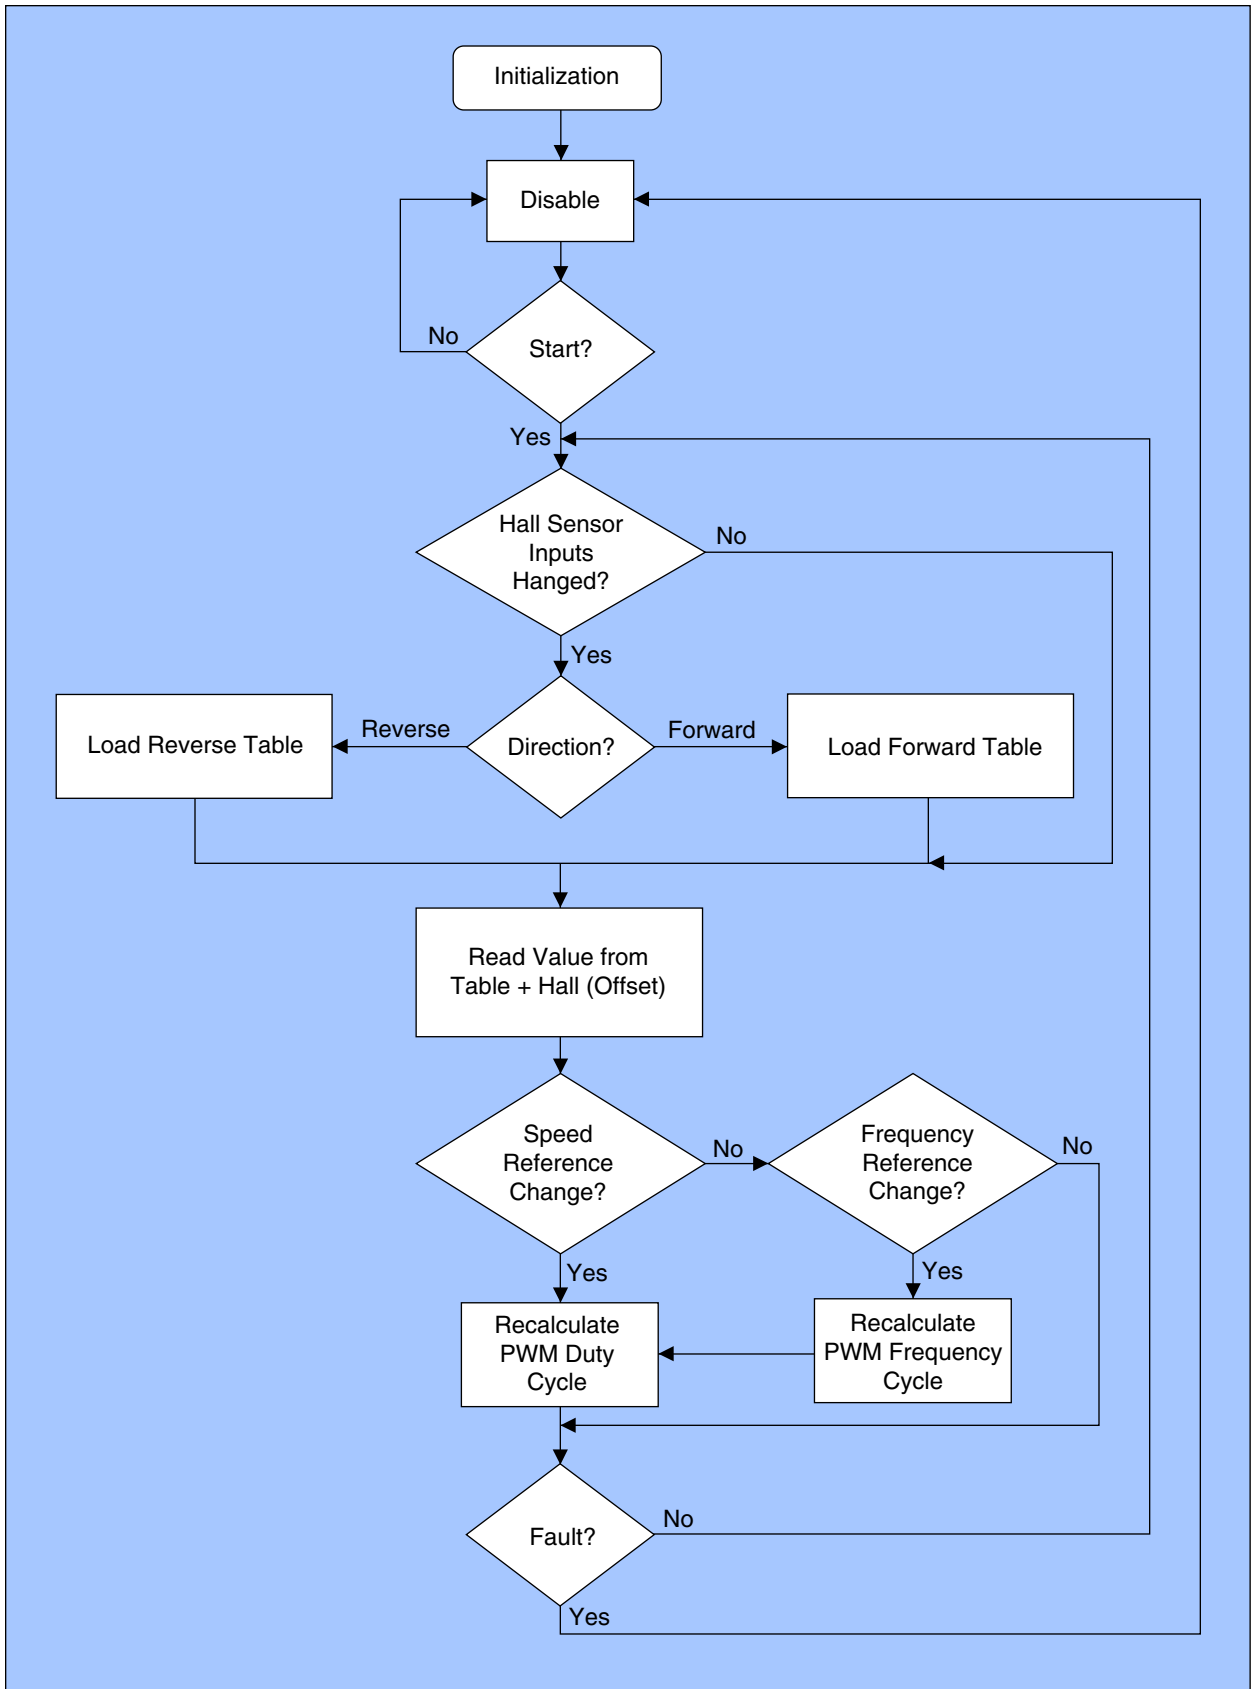 Initialization
Disable
No
Start?
Yes
Hall Sensor
Inputs
Hanged?
No
Yes
Load Reverse Table
Reverse
Direction?
Forward
Load Forward Table
Read Value from
Table + Hall (Offset)
Speed
Reference
Change?
No
Frequency
Reference
Change?
No
Yes
Yes
Recalculate
PWM Duty
Cycle
Recalculate
PWM Frequency
Cycle
Fault?
No
Yes